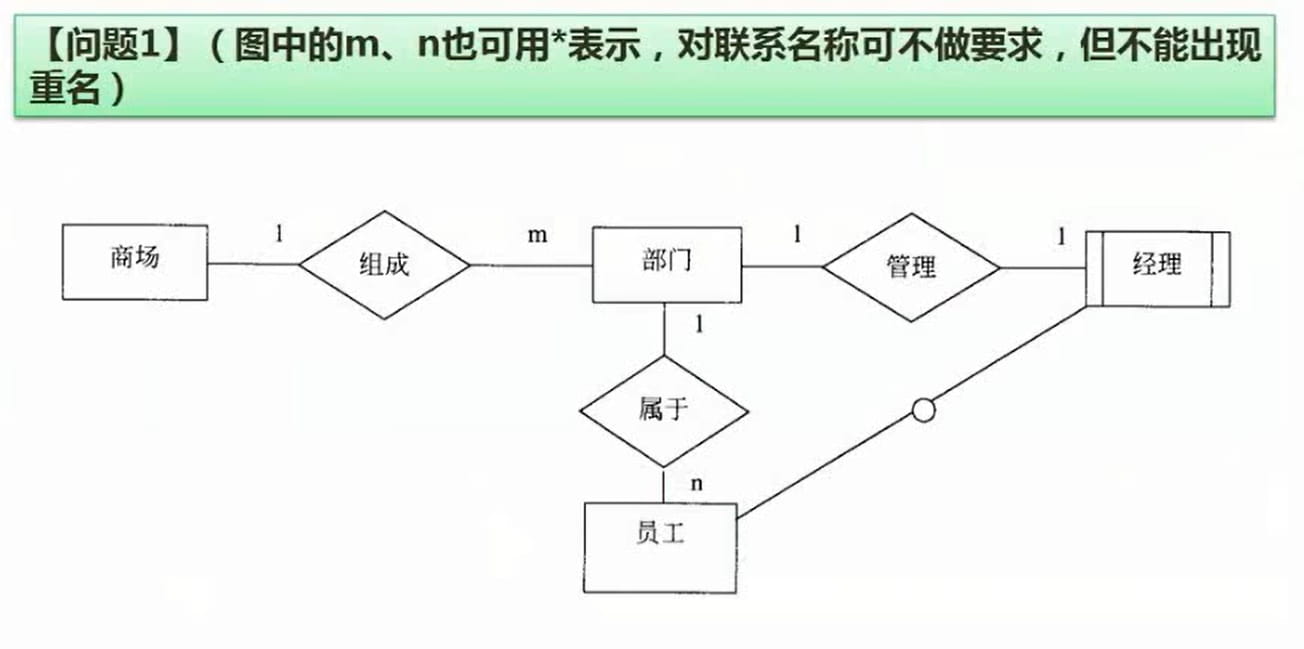 【问题1】（图中的m、n也可用*表示，对联系名称可不做要求，但不能出现
重名）
商场
1
组成
m
部门
1
管理
1
经理
1
属于
n
员工